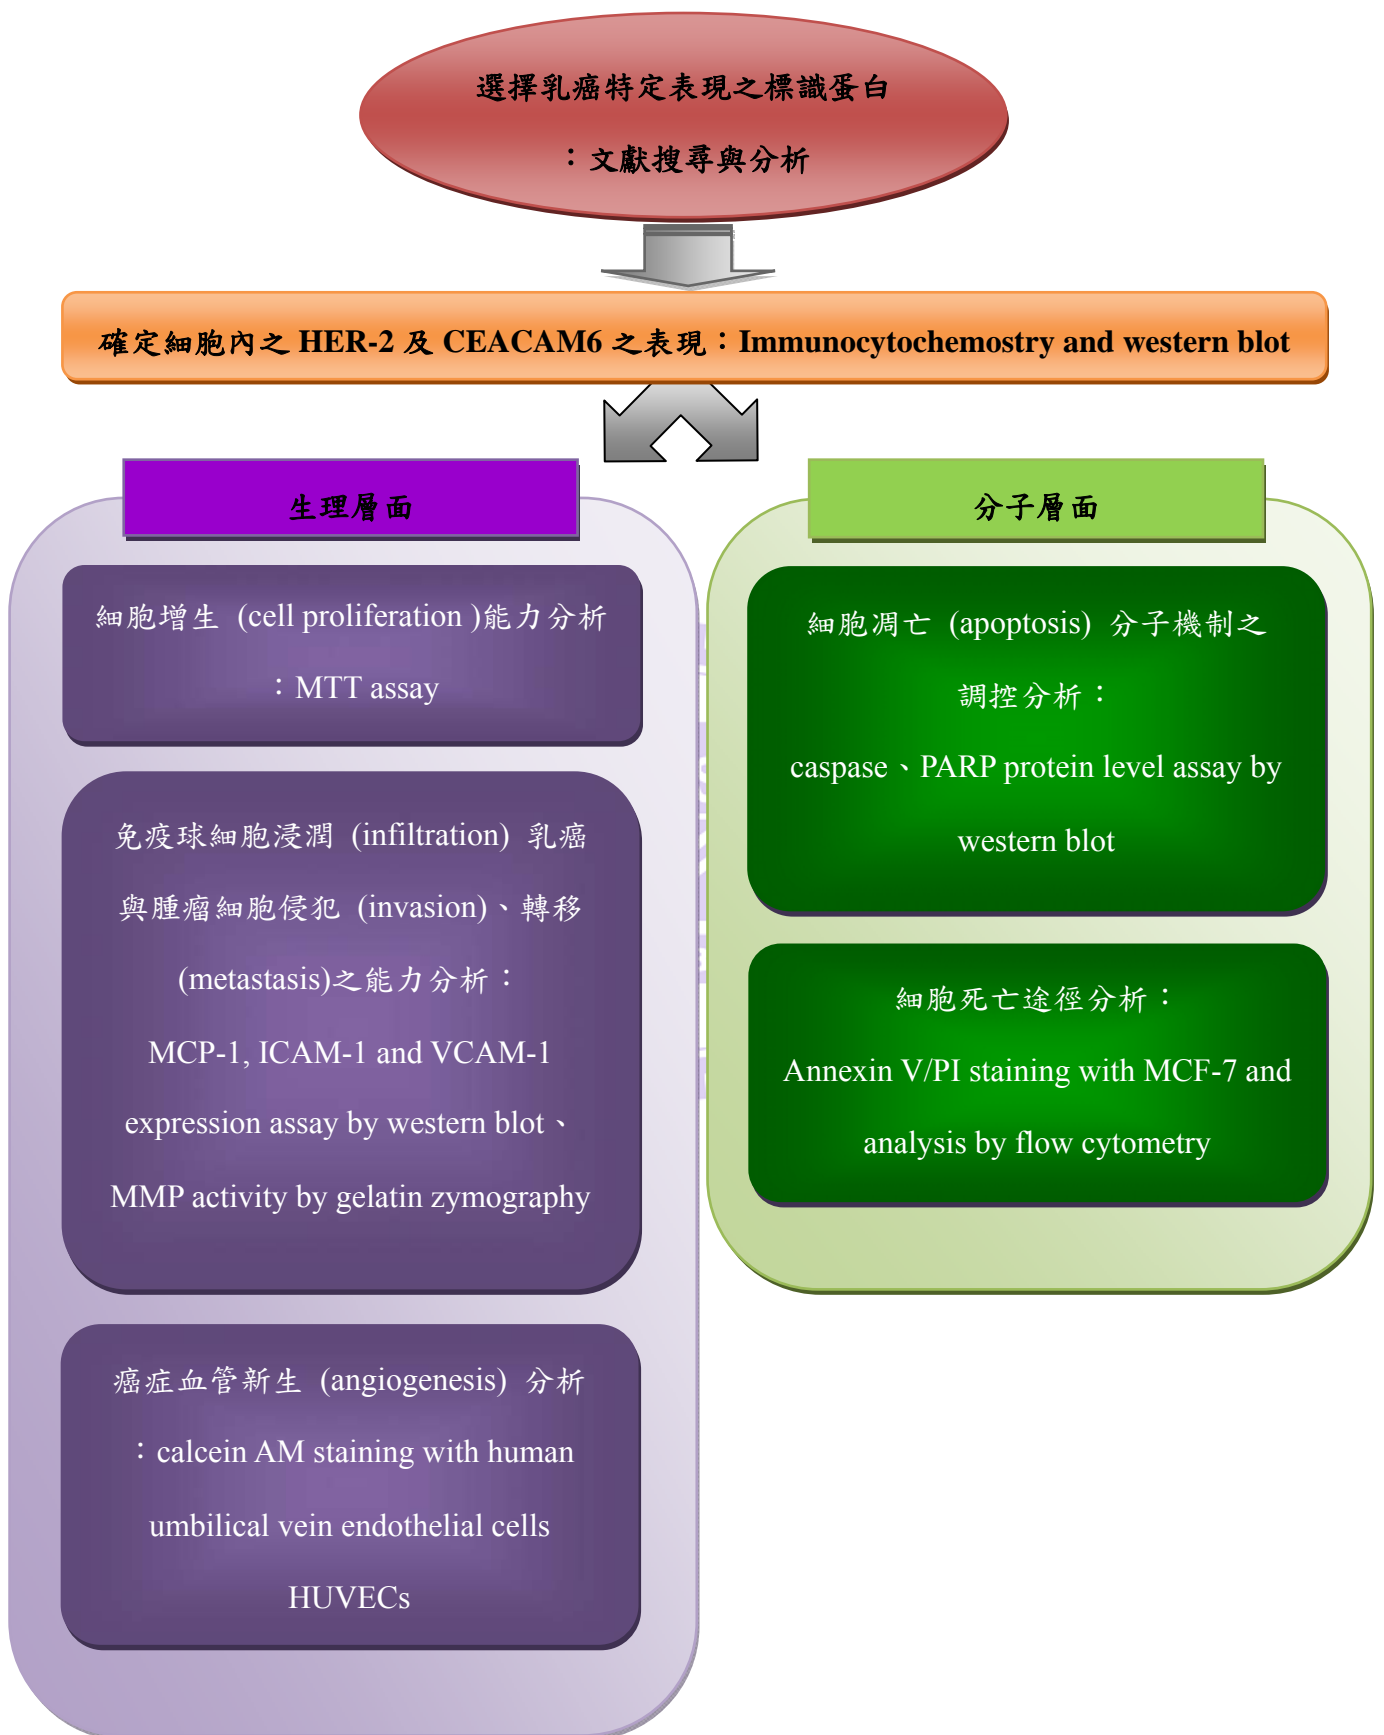 選擇乳癌特定表現之標識蛋白
：文獻搜尋與分析
確定細胞內之 HER-2 及 CEACAM6 之表現：Immunocytochemostry and western blot
生理層面
細胞增生 (cell proliferation )能力分析
：MTT assay
免疫球細胞浸潤 (infiltration) 乳癌
與腫瘤細胞侵犯 (invasion)、轉移
(metastasis)之能力分析：
MCP-1, ICAM-1 and VCAM-1
expression assay by western blot、
MMP activity by gelatin zymography
癌症血管新生 (angiogenesis) 分析
：calcein AM staining with human
umbilical vein endothelial cells
HUVECs
分子層面
細胞凋亡 (apoptosis) 分子機制之
調控分析：
caspase、PARP protein level assay by
western blot
細胞死亡途徑分析：
Annexin V/PI staining with MCF-7 and
analysis by flow cytometry